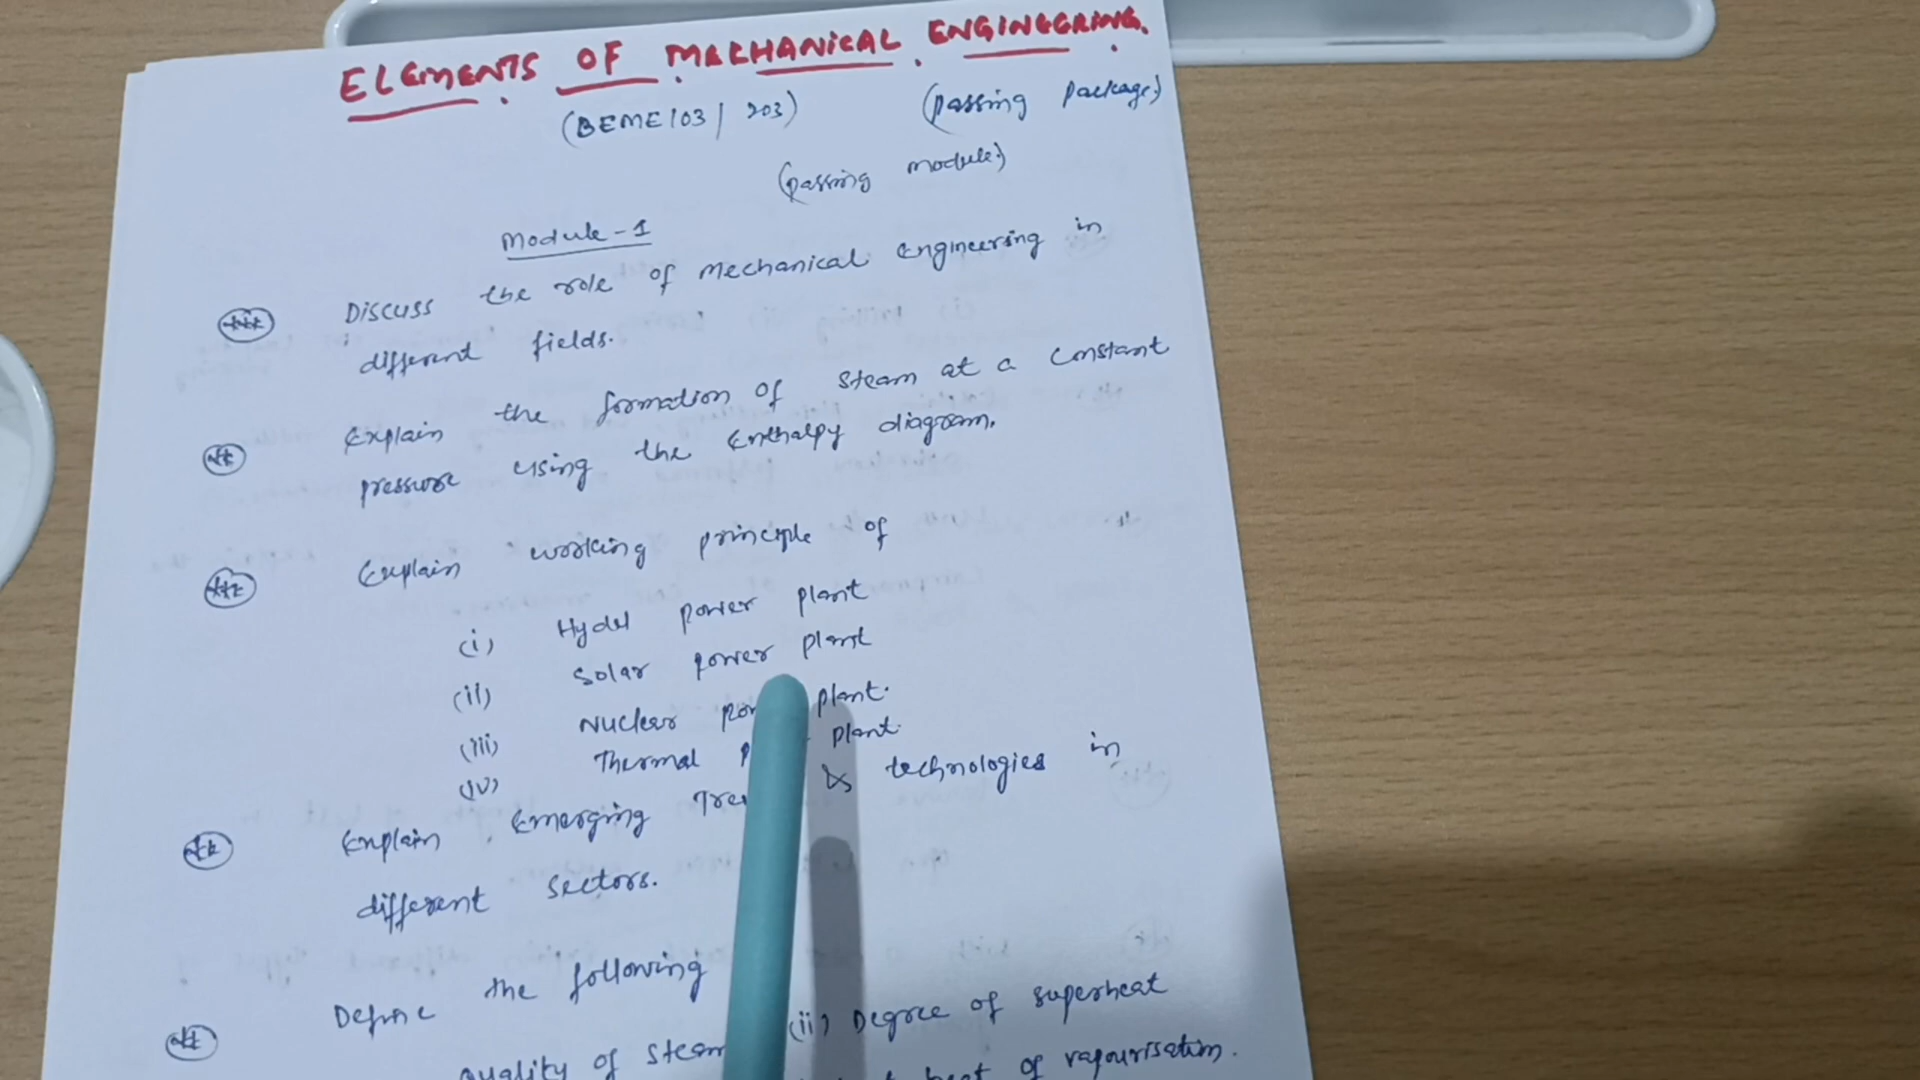 ELEMENTS OF MECHANICAL ENGINEERING.
(BEME103/203) (passing package)
(passing module)
Module-1
*** Discuss the role of Mechanical Engineering in
different fields.
** Explain the formation of steam at a constant
pressure using the Enthalpy diagram.
*** Explain working principle of
(i) Hydel power plant
(ii) Solar power plant
(iii) Nuclear plant.
(iv) Thermal plant.
** Explain Emerging & technologies in
different sectors.
** Define the following
quality of steam (ii) Degree of superheat
heat of vapourisation.